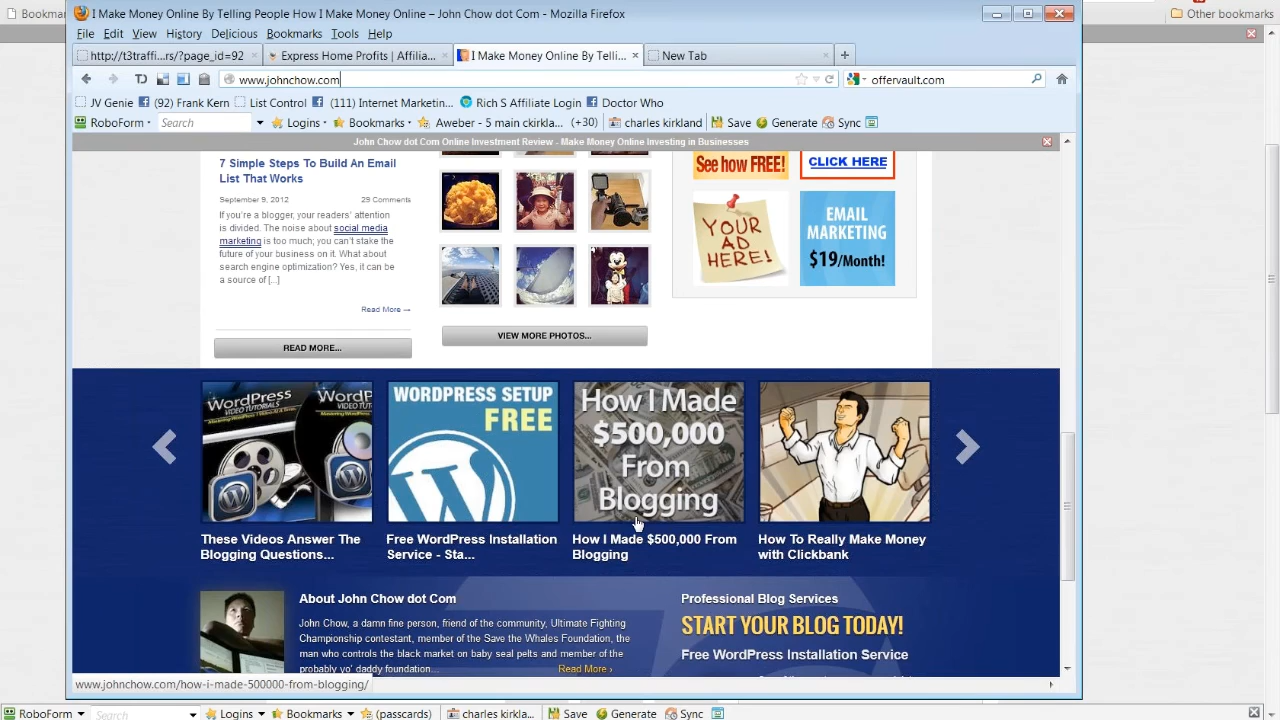 Bookmar
Other bookmarks
I Make Money Online By Telling People How I Make Money Online – John Chow dot Com - Mozilla Firefox
File Edit View History Delicious Bookmarks Tools Help
http://t3traffi...rs/?page_id=92
Express Home Profits | Affilia...
I Make Money Online By Telli...
New Tab
www.johnchow.com
offervault.com
JV Genie (92) Frank Kern List Control (111) Internet Marketin... Rich S Affiliate Login Doctor Who
RoboForm Search Logins Bookmarks Aweber - 5 main ckirkla... (+30) charles kirkland Save Generate Sync
John Chow dot Com Online Investment Review - Make Money Online Investing in Businesses
7 Simple Steps To Build An Email
List That Works
September 9, 2012 29 Comments
If you're a blogger, your readers' attention
is divided. The noise about social media
marketing is too much; you can't stake the
future of your business on it. What about
search engine optimization? Yes, it can be
a source of [...]
Read More →
READ MORE...
VIEW MORE PHOTOS...
See how FREE!
CLICK HERE
YOUR
AD
HERE!
EMAIL
MARKETING
$19/Month!
WordPress
VIDEO TUTORIALS
WORDPRESS SETUP
FREE
How I Made
$500,000
From
Blogging
These Videos Answer The
Blogging Questions...
Free WordPress Installation
Service - Sta...
How I Made $500,000 From
Blogging
How To Really Make Money
with Clickbank
About John Chow dot Com
John Chow, a damn fine person, friend of the community, Ultimate Fighting
Championship contestant, member of the Save the Whales Foundation, the
man who controls the black market on baby seal pelts and member of the
probably yo' daddy foundation... Read More ›
Professional Blog Services
START YOUR BLOG TODAY!
Free WordPress Installation Service
www.johnchow.com/how-i-made-500000-from-blogging
RoboForm Search Logins Bookmarks (passcards) charles kirkla... Save Generate Sync